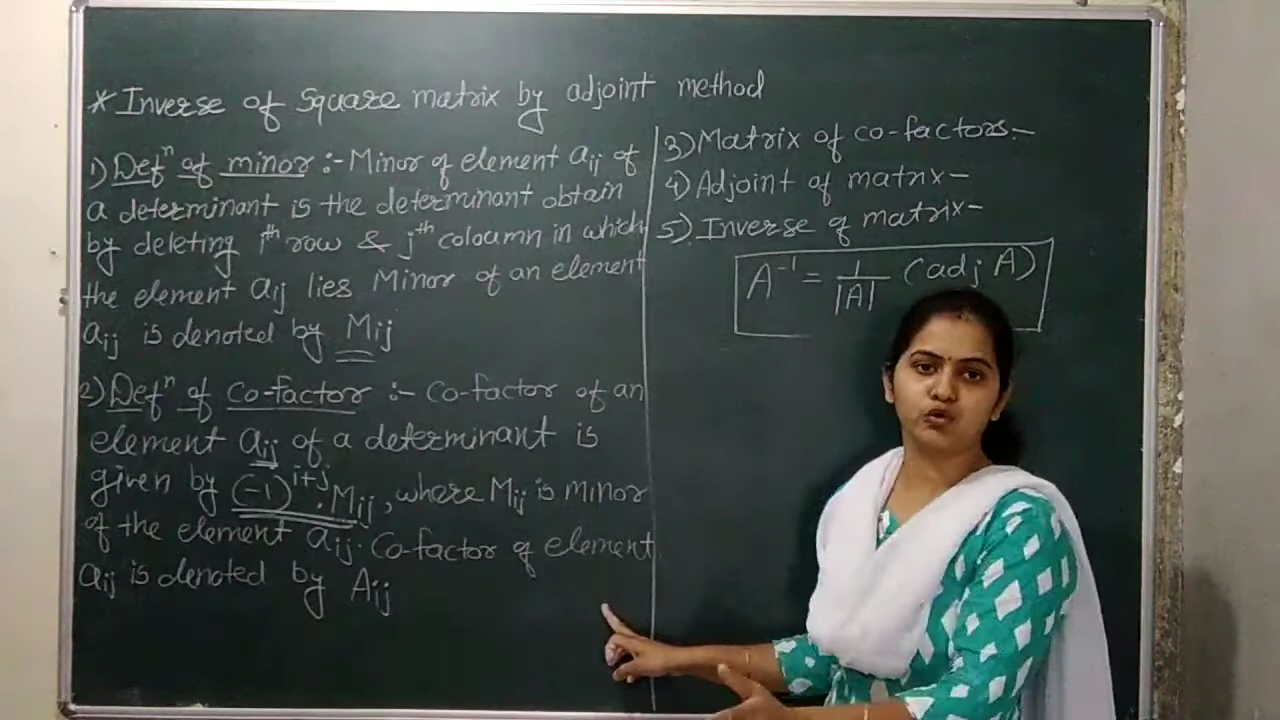 * Inverse of Square matrix by adjoint method
1) Defⁿ of minor :- Minor of element aij of
a determinant is the determinant obtain
by deleting iᵗʰ row & jᵗʰ coloumn in which
the element aij lies Minor of an element
aij is denoted by Mij
2) Defⁿ of Co-factor :- Co-factor of an
element aij of a determinant is
given by (-1)ⁱ⁺ʲ . Mij, where Mij is minor
of the element aij. Co-factor of element
aij is denoted by Aij
3) Matrix of co-factors:-
4) Adjoint of matrix-
5) Inverse of matrix-
A⁻¹ = 1/|A| (adj A)